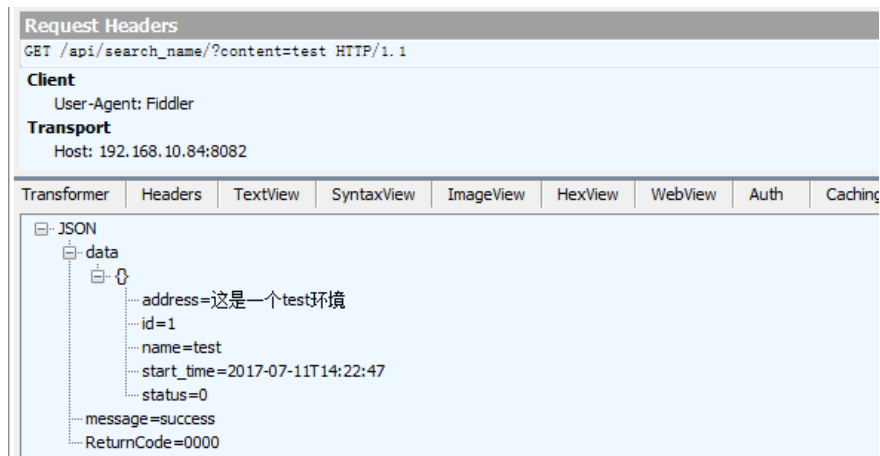 Request Headers
GET /api/search_name/?content=test HTTP/1.1
Client
User-Agent: Fiddler
Transport
Host: 192.168.10.84:8082
Transformer Headers TextView SyntaxView ImageView HexView WebView Auth Caching
JSON
data
{}
address=这是一个test环境
id=1
name=test
start_time=2017-07-11T14:22:47
status=0
message=success
ReturnCode=0000